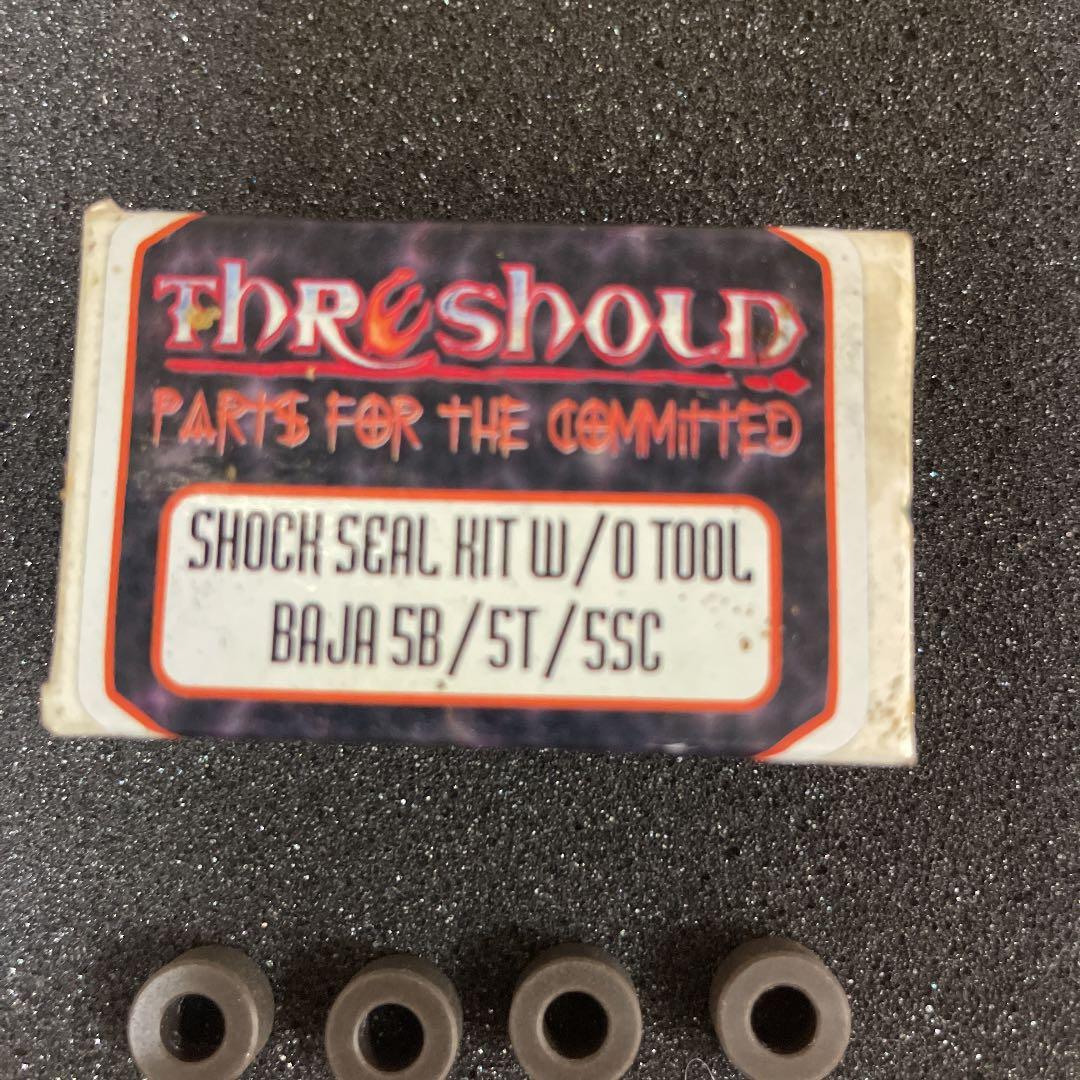 Threshold
PARTS FOR THE COMMITTED
SHOCK SEAL KIT W/O TOOL
BAJA 5B/5T/5SC